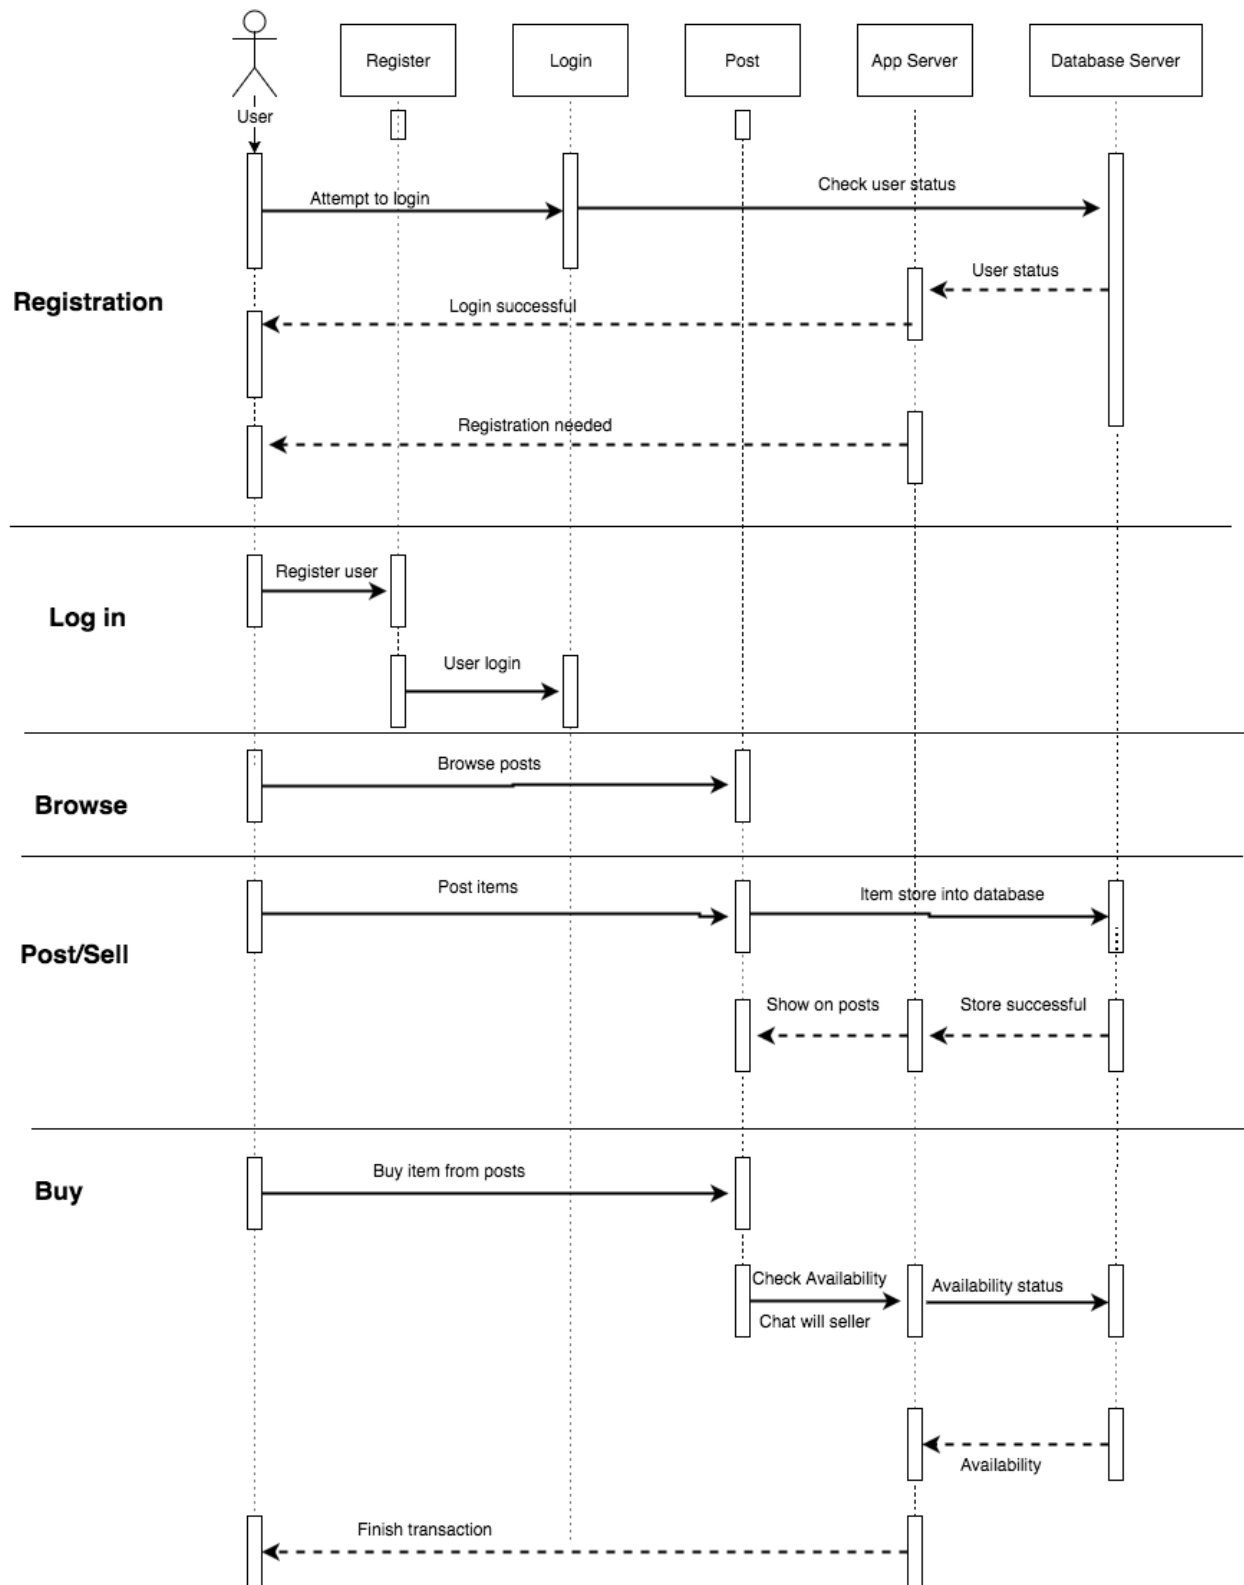 Register
Login
Post
App Server
Database Server
User
Attempt to login
Check user status
User status
Registration
Login successful
Registration needed
Register user
Log in
User login
Browse posts
Browse
Post items
Item store into database
Post/Sell
Show on posts
Store successful
Buy item from posts
Buy
Check Availability
Availability status
Chat will seller
Availability
Finish transaction